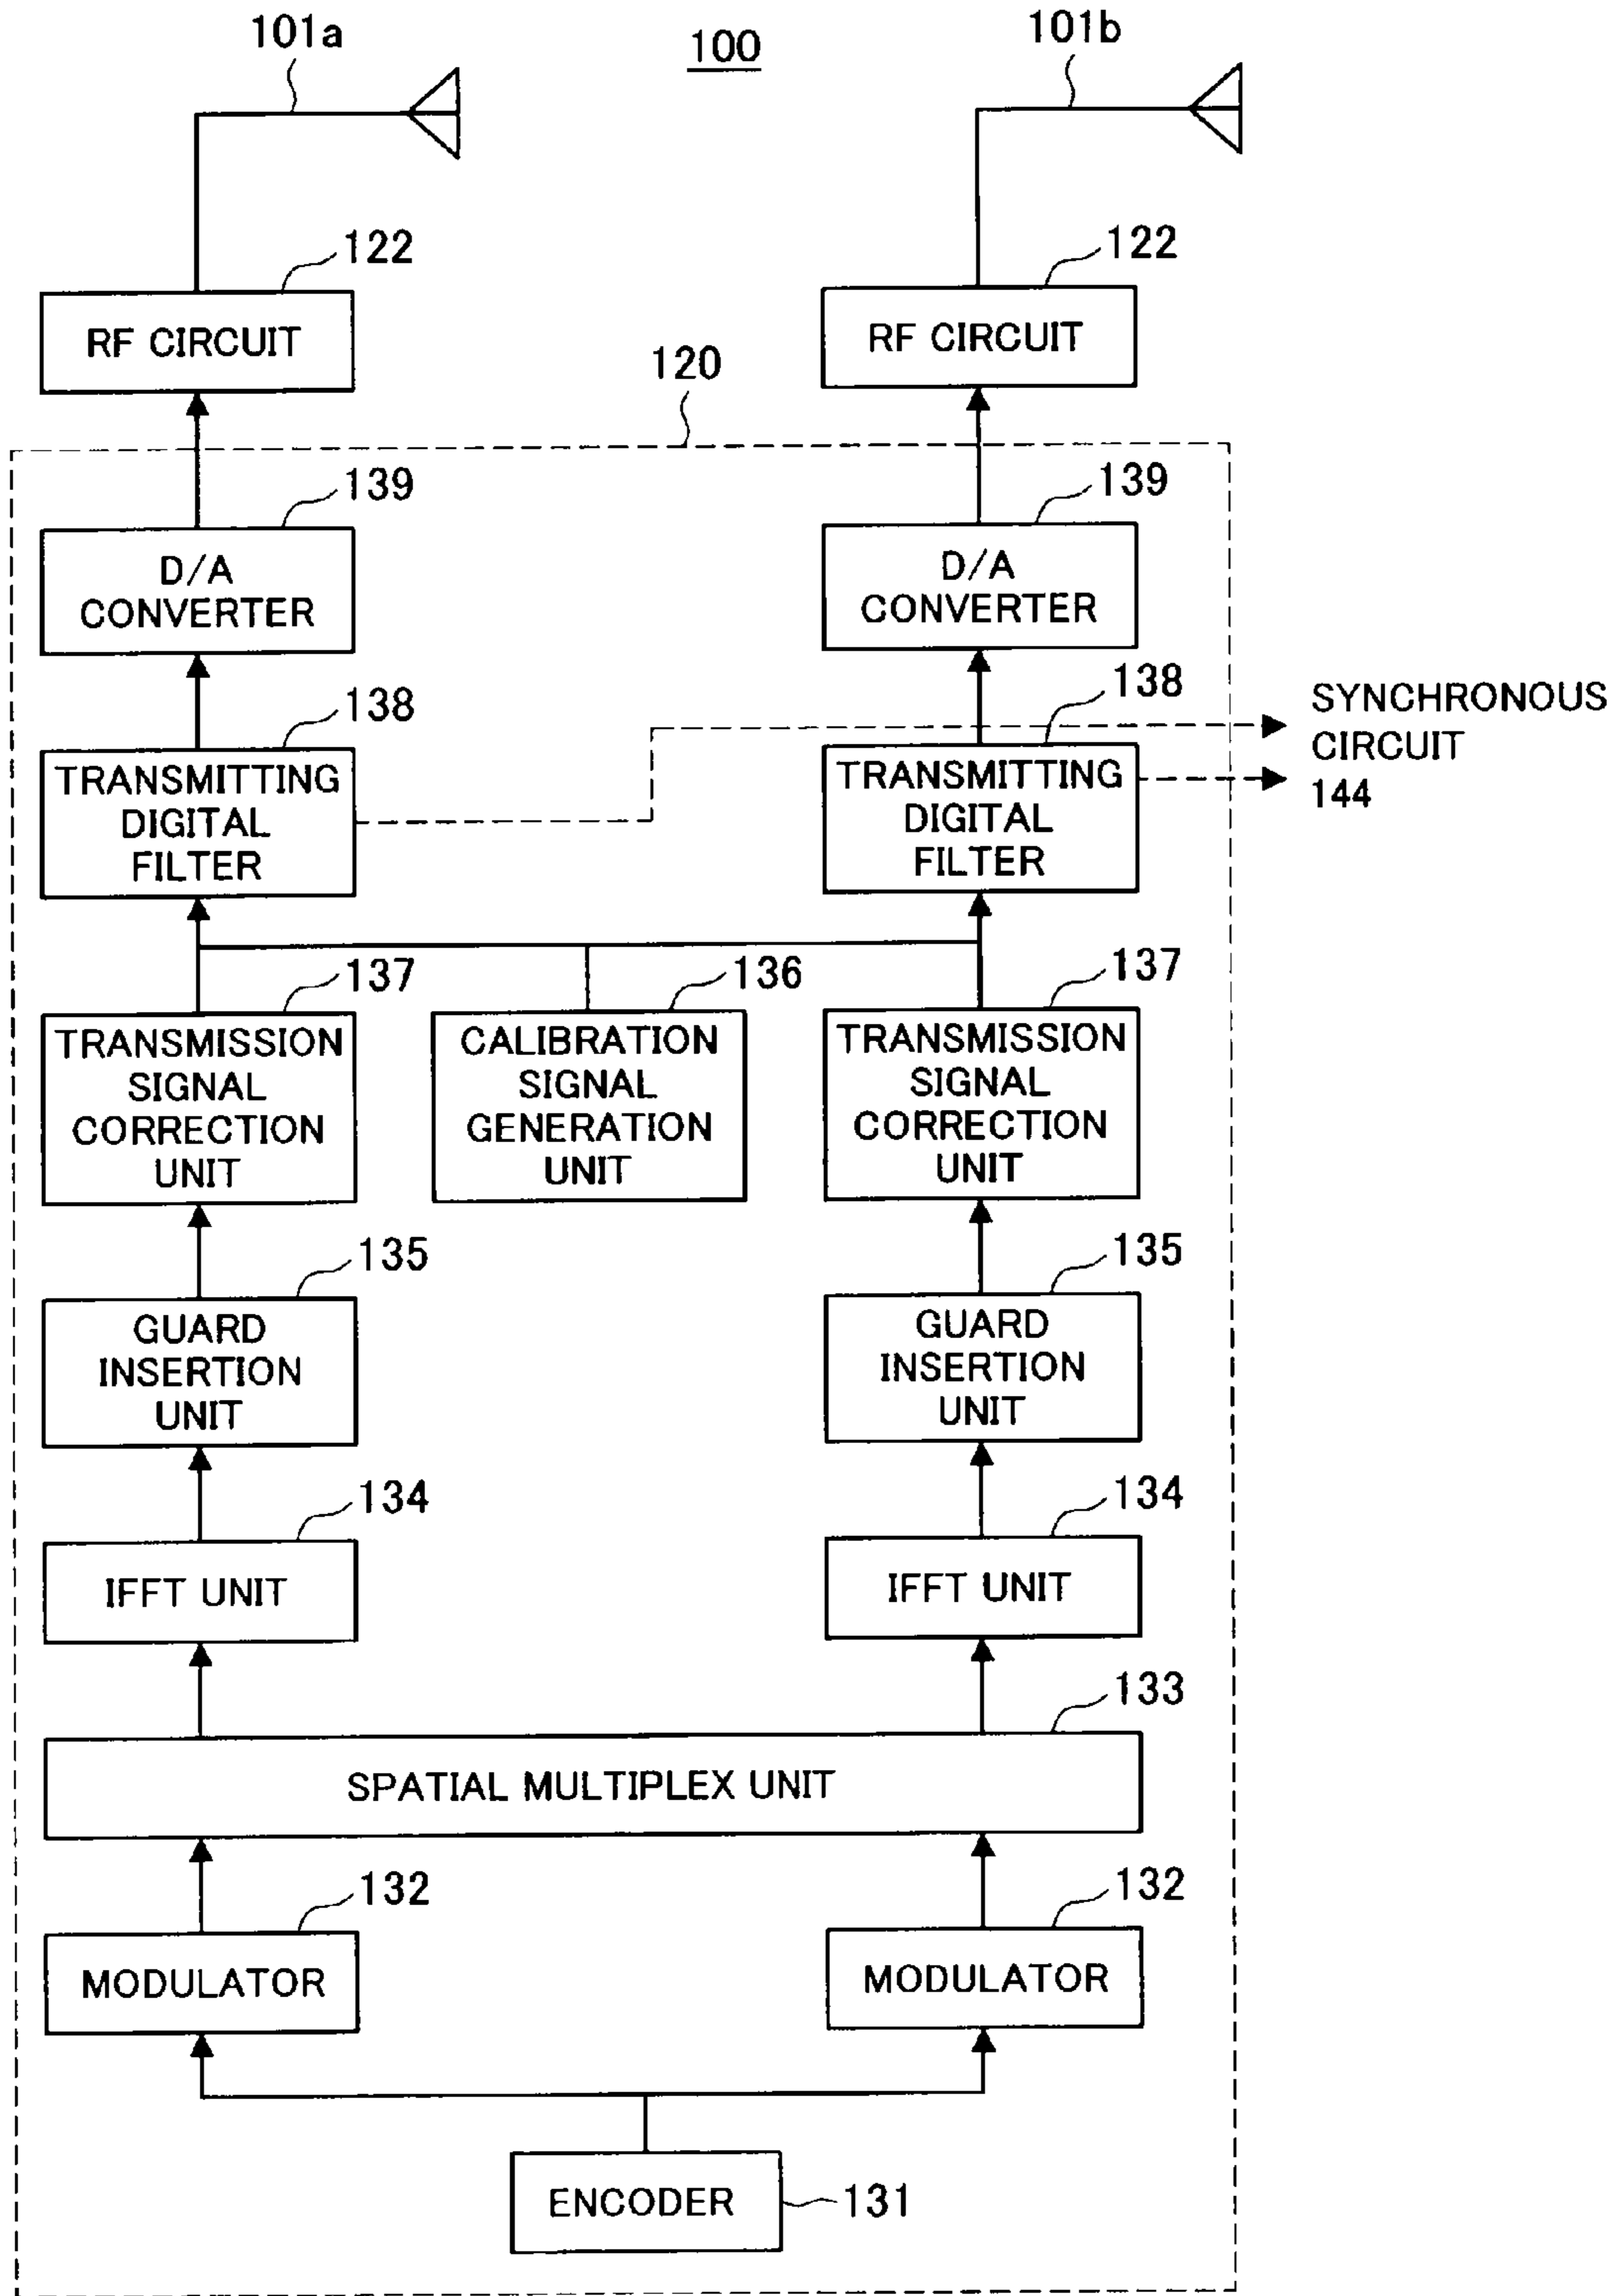 101a
100
101b
122
122
RF CIRCUIT
RF CIRCUIT
120
139
139
D/A
CONVERTER
D/A
CONVERTER
138
138
SYNCHRONOUS
CIRCUIT
144
TRANSMITTING
DIGITAL
FILTER
TRANSMITTING
DIGITAL
FILTER
137
136
137
TRANSMISSION
SIGNAL
CORRECTION
UNIT
CALIBRATION
SIGNAL
GENERATION
UNIT
TRANSMISSION
SIGNAL
CORRECTION
UNIT
135
135
GUARD
INSERTION
UNIT
GUARD
INSERTION
UNIT
134
134
IFFT UNIT
IFFT UNIT
133
SPATIAL MULTIPLEX UNIT
132
132
MODULATOR
MODULATOR
ENCODER
131